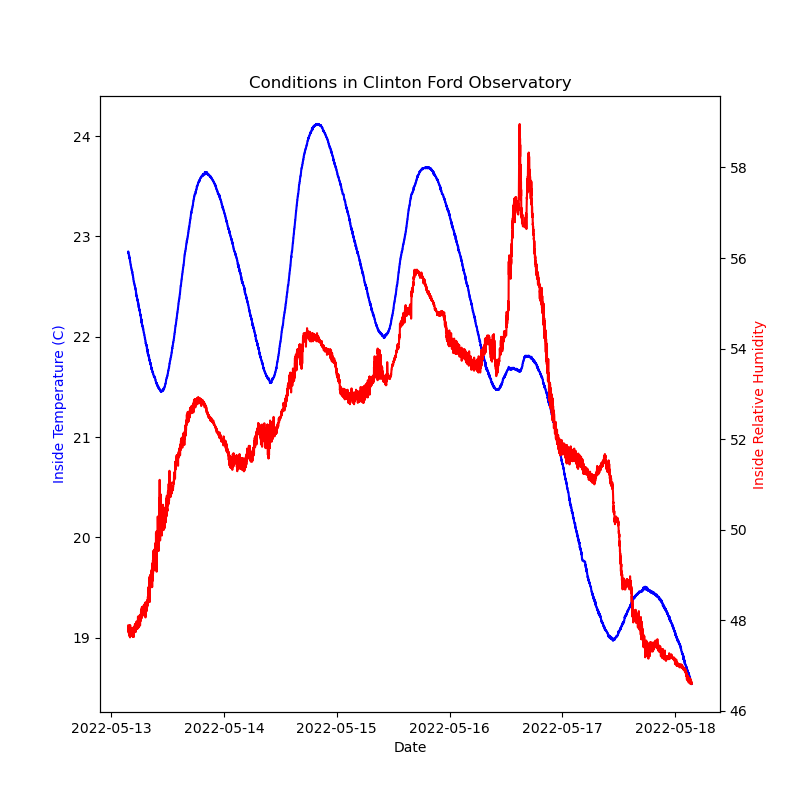 Conditions in Clinton Ford Observatory
24
23
22
21
20
19
Inside Temperature (C)
58
56
54
52
50
48
46
Inside Relative Humidity
2022-05-13 2022-05-14 2022-05-15 2022-05-16 2022-05-17 2022-05-18
Date